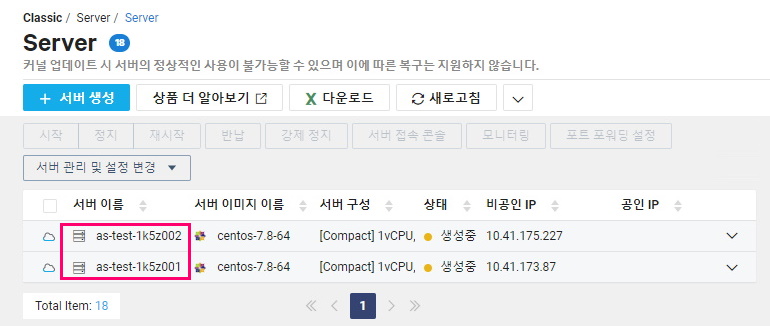 Classic / Server / Server
Server 18
커널 업데이트 시 서버의 정상적인 사용이 불가능할 수 있으며 이에 따른 복구는 지원하지 않습니다.
+ 서버 생성 상품 더 알아보기 다운로드 새로고침
시작 정지 재시작 반납 강제 정지 서버 접속 콘솔 모니터링 포트 포워딩 설정
서버 관리 및 설정 변경
서버 이름 서버 이미지 이름 서버 구성 상태 비공인 IP 공인 IP
as-test-1k5z002 centos-7.8-64 [Compact] 1vCPU, 생성중 10.41.175.227
as-test-1k5z001 centos-7.8-64 [Compact] 1vCPU, 생성중 10.41.173.87
Total Item: 18 1